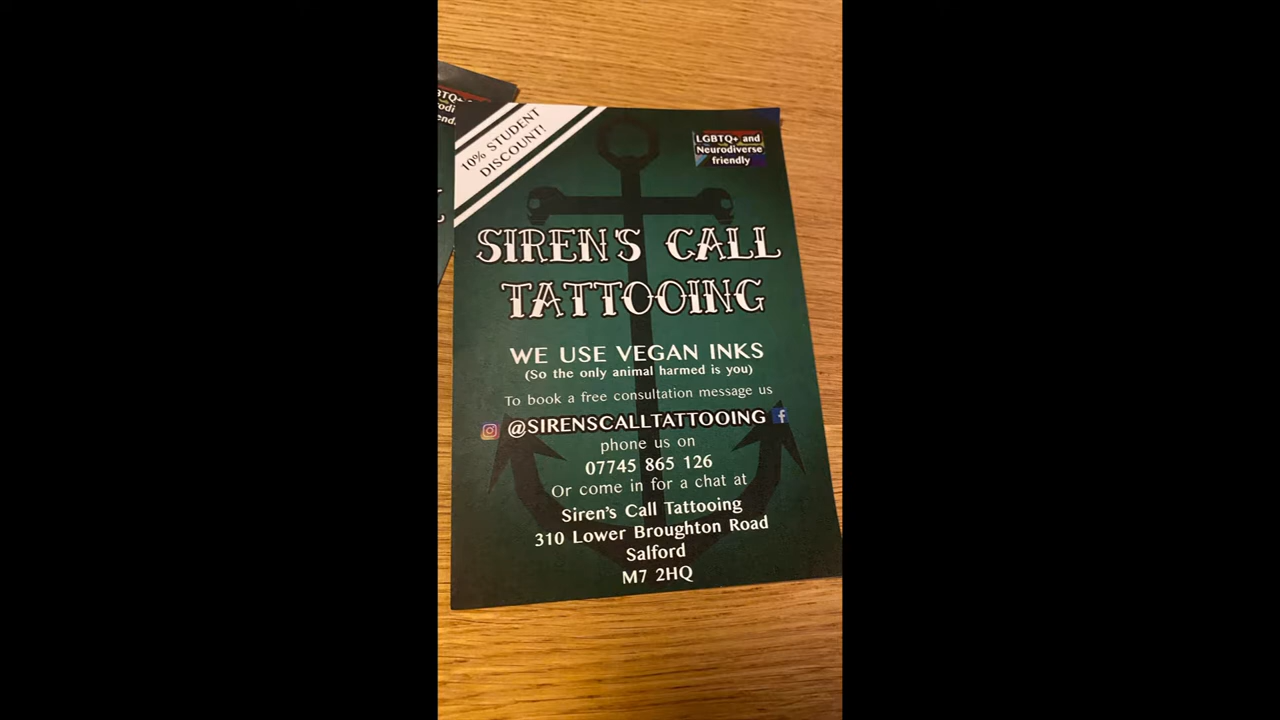 10% STUDENT
DISCOUNT!
LGBTQ+ and
Neurodiverse
friendly
SIREN'S CALL
TATTOOING
WE USE VEGAN INKS
(So the only animal harmed is you)
To book a free consultation message us
@SIRENSCALLTATTOOING
phone us on
07745 865 126
Or come in for a chat at
Siren's Call Tattooing
310 Lower Broughton Road
Salford
M7 2HQ